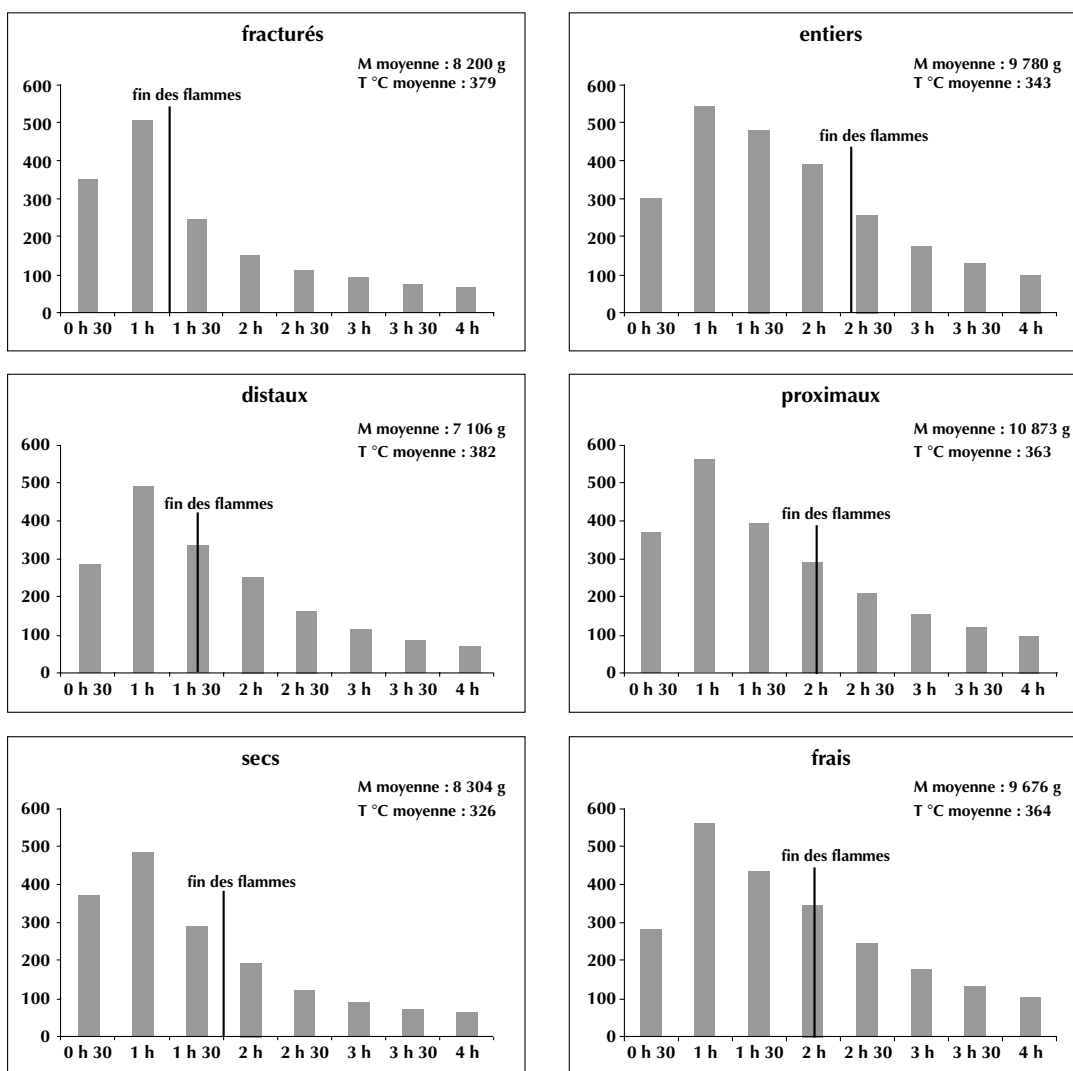 fracturés
M moyenne : 8 200 g
T °C moyenne : 379
fin des flammes
600
500
400
300
200
100
0
0 h 30 1 h 1 h 30 2 h 2 h 30 3 h 3 h 30 4 h
entiers
M moyenne : 9 780 g
T °C moyenne : 343
fin des flammes
600
500
400
300
200
100
0
0 h 30 1 h 1 h 30 2 h 2 h 30 3 h 3 h 30 4 h
distaux
M moyenne : 7 106 g
T °C moyenne : 382
fin des flammes
600
500
400
300
200
100
0
0 h 30 1 h 1 h 30 2 h 2 h 30 3 h 3 h 30 4 h
proximaux
M moyenne : 10 873 g
T °C moyenne : 363
fin des flammes
600
500
400
300
200
100
0
0 h 30 1 h 1 h 30 2 h 2 h 30 3 h 3 h 30 4 h
secs
M moyenne : 8 304 g
T °C moyenne : 326
fin des flammes
600
500
400
300
200
100
0
0 h 30 1 h 1 h 30 2 h 2 h 30 3 h 3 h 30 4 h
frais
M moyenne : 9 676 g
T °C moyenne : 364
fin des flammes
600
500
400
300
200
100
0
0 h 30 1 h 1 h 30 2 h 2 h 30 3 h 3 h 30 4 h